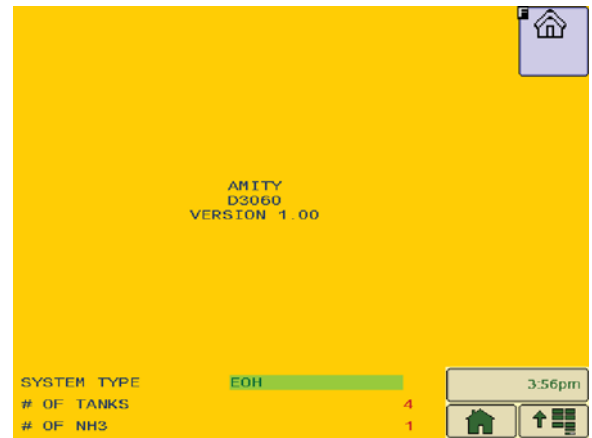 F
AMITY
D3060
VERSION 1.00
SYSTEM TYPE EOH
# OF TANKS 4
# OF NH3 1
3:56pm